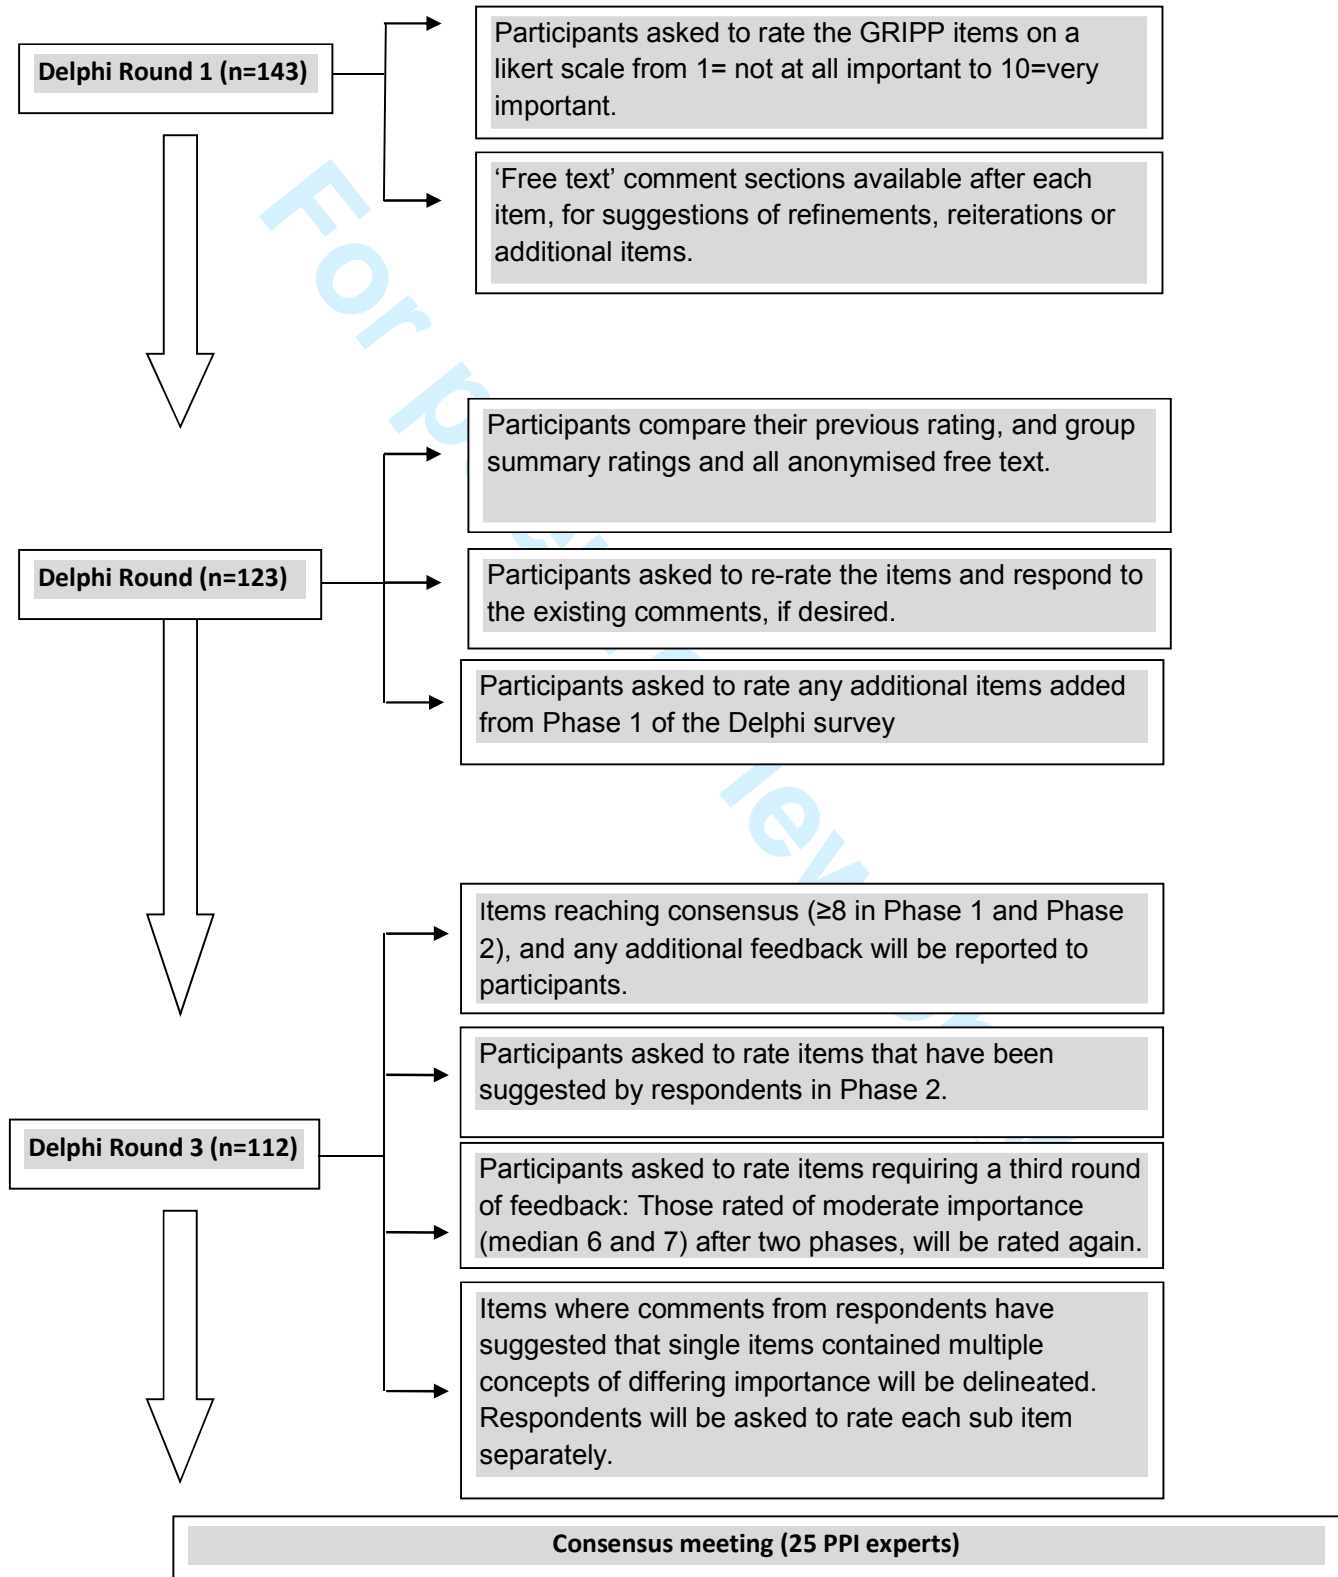 Delphi Round 1 (n=143)
Participants asked to rate the GRIPP items on a
likert scale from 1= not at all important to 10=very
important.
‘Free text’ comment sections available after each
item, for suggestions of refinements, reiterations or
additional items.
Delphi Round (n=123)
Participants compare their previous rating, and group
summary ratings and all anonymised free text.
Participants asked to re-rate the items and respond to
the existing comments, if desired.
Participants asked to rate any additional items added
from Phase 1 of the Delphi survey
Delphi Round 3 (n=112)
Items reaching consensus (≥8 in Phase 1 and Phase
2), and any additional feedback will be reported to
participants.
Participants asked to rate items that have been
suggested by respondents in Phase 2.
Participants asked to rate items requiring a third round
of feedback: Those rated of moderate importance
(median 6 and 7) after two phases, will be rated again.
Items where comments from respondents have
suggested that single items contained multiple
concepts of differing importance will be delineated.
Respondents will be asked to rate each sub item
separately.
Consensus meeting (25 PPI experts)
For